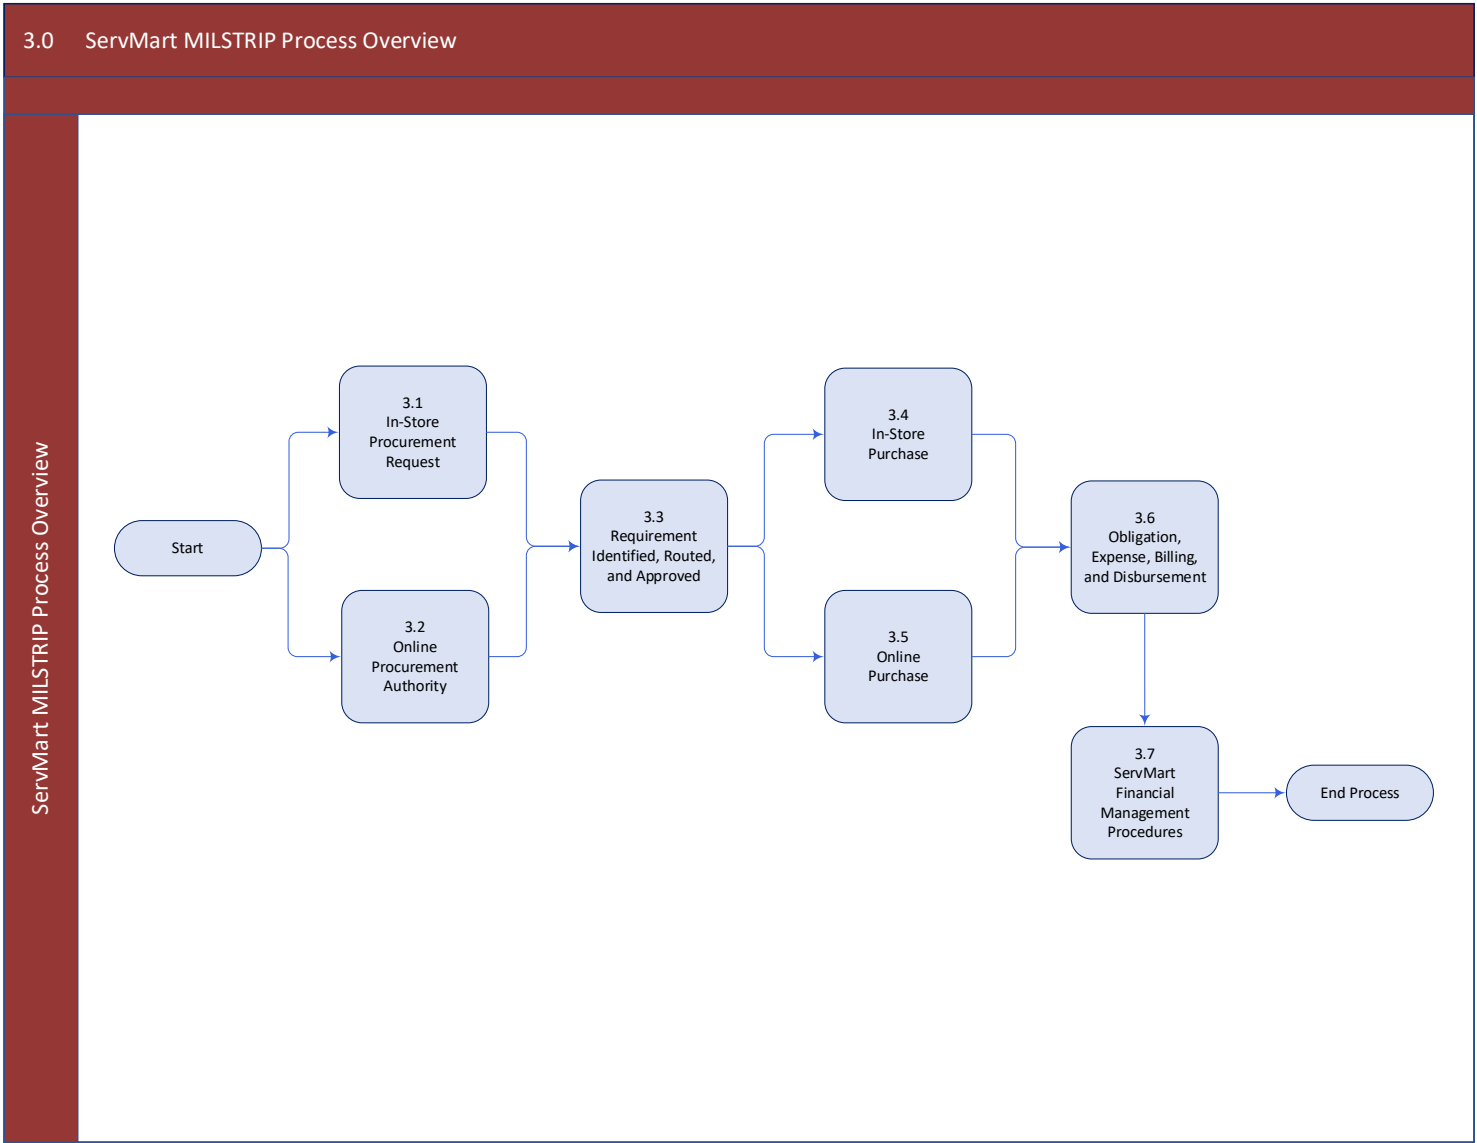 3.0 ServMart MILSTRIP Process Overview
ServMart MILSTRIP Process Overview
Start
3.1
In-Store
Procurement
Request
3.2
Online
Procurement
Authority
3.3
Requirement
Identified, Routed,
and Approved
3.4
In-Store
Purchase
3.5
Online
Purchase
3.6
Obligation,
Expense, Billing,
and Disbursement
3.7
ServMart
Financial
Management
Procedures
End Process